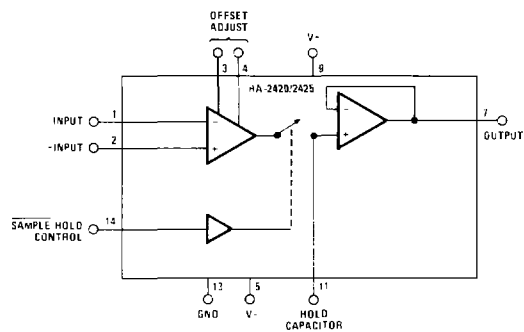 OFFSET
ADJUST
3 4
V-
9
HA-2420/2425
INPUT 1
-INPUT 2
-
+
-
+
7
OUTPUT
SAMPLE HOLD
CONTROL
14
13
GND
5
V-
11
HOLD
CAPACITOR